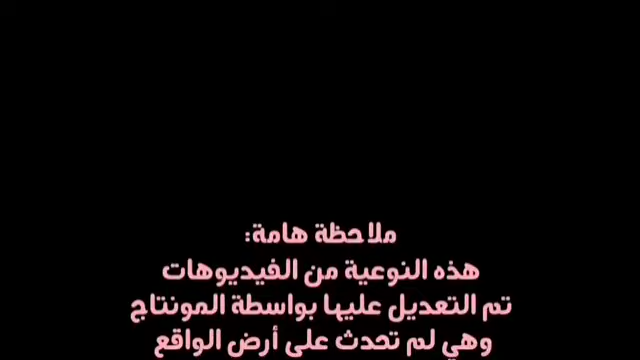 ملاحظة هامة:
هذه النوعية من الفيديوهات
تم التعديل عليها بواسطة المونتاج
وهي لم تحدث على أرض الواقع